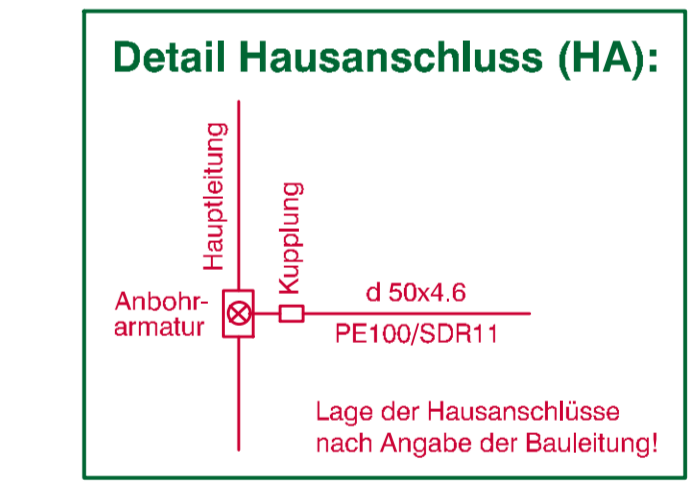 Detail Hausanschluss (HA):
Hauptleitung
Kupplung
Anbohr-
armatur
d 50x4.6
PE100/SDR11
Lage der Hausanschlüsse
nach Angabe der Bauleitung!